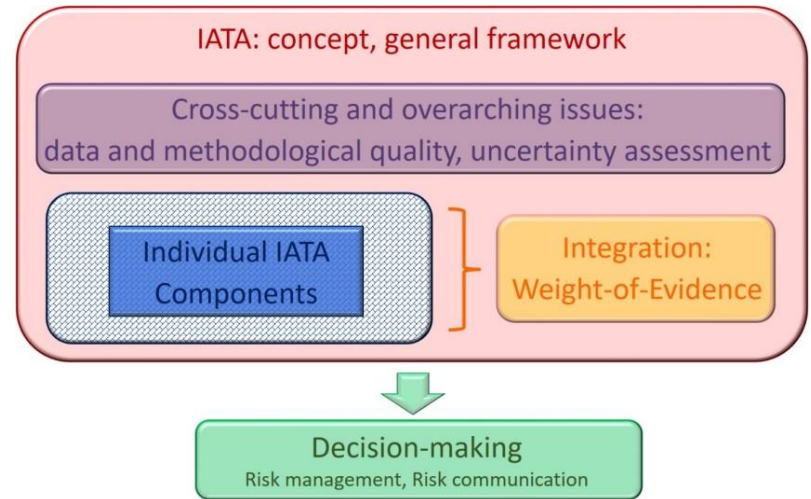 IATA: concept, general framework
Cross-cutting and overarching issues:
data and methodological quality, uncertainty assessment
Individual IATA
Components
Integration:
Weight-of-Evidence
Decision-making
Risk management, Risk communication